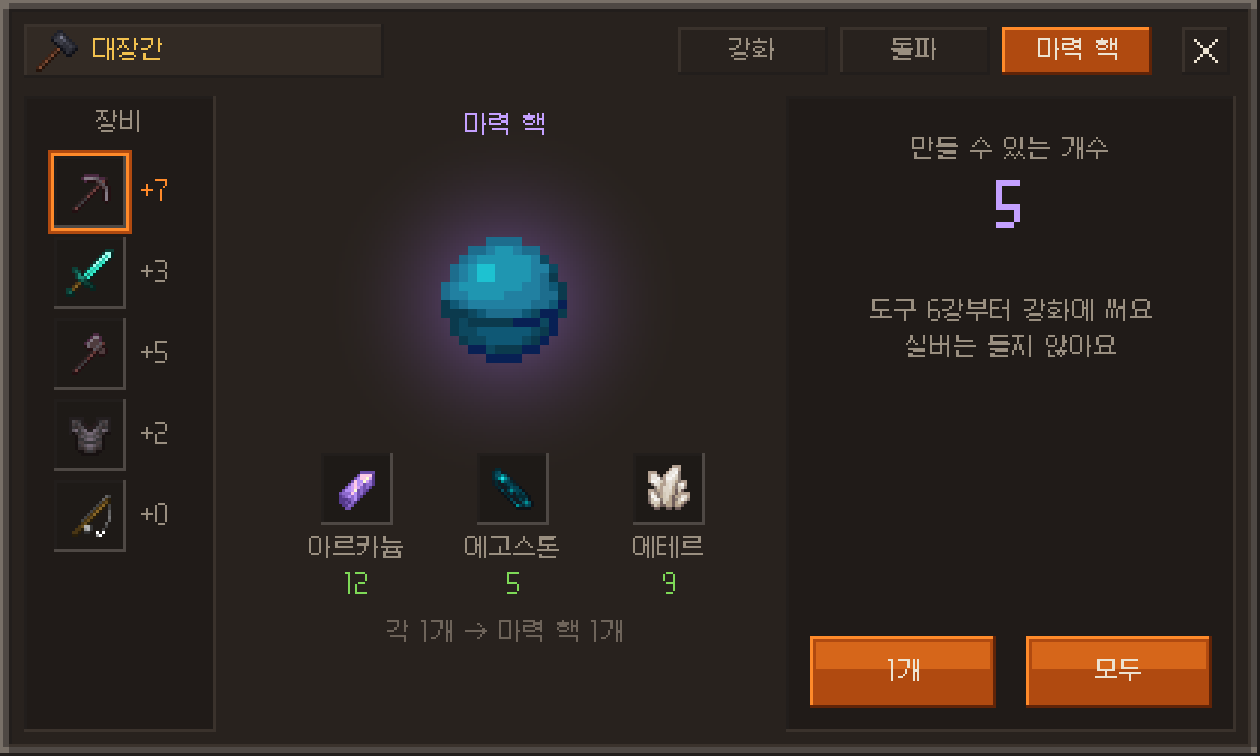 대장간
강화
돌파
마력 핵
장비
+7
+3
+5
+2
+0
마력 핵
아르카늄
에고스톤
에테르
12
5
9
각 1개 → 마력 핵 1개
만들 수 있는 개수
5
도구 6강부터 강화에 써요
실버는 들지 않아요
1개
모두